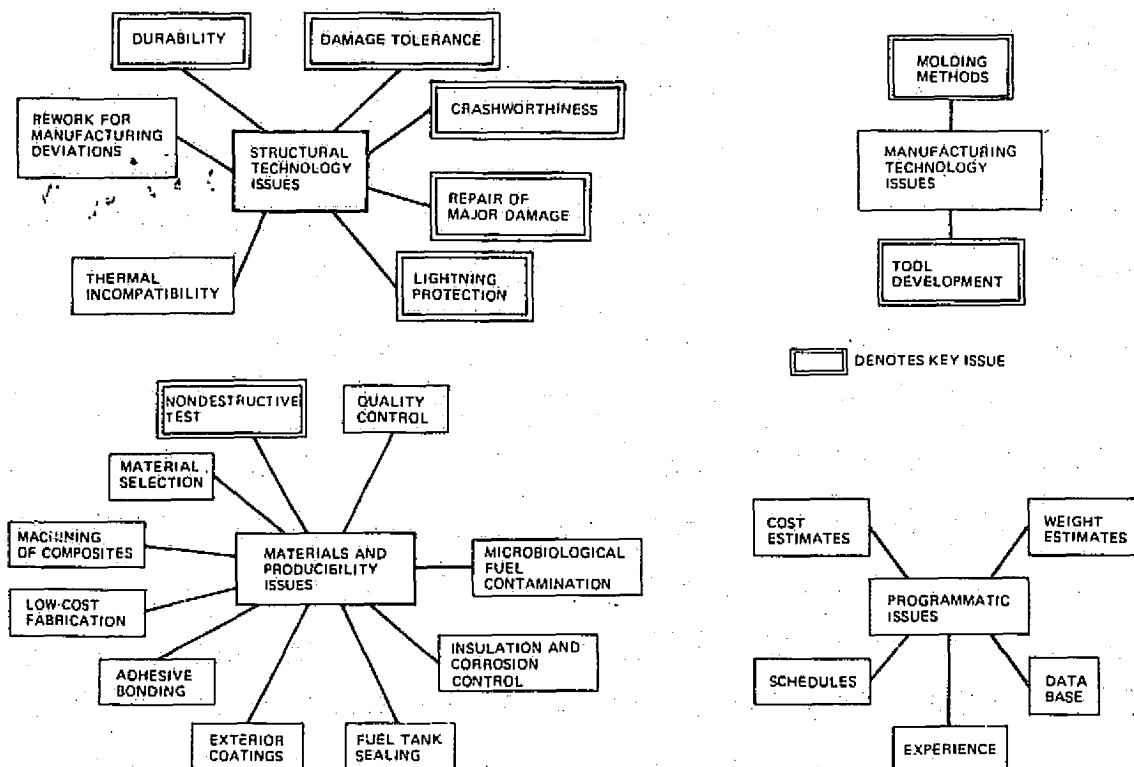 DURABILITY
DAMAGE TOLERANCE
CRASHWORTHINESS
REWORK FOR
MANUFACTURING
DEVIATIONS
STRUCTURAL
TECHNOLOGY
ISSUES
REPAIR OF
MAJOR DAMAGE
THERMAL
INCOMPATIBILITY
LIGHTNING
PROTECTION
MOLDING
METHODS
MANUFACTURING
TECHNOLOGY
ISSUES
TOOL
DEVELOPMENT
DENOTES KEY ISSUE
NONDESTRUCTIVE
TEST
QUALITY
CONTROL
MATERIAL
SELECTION
MACHINING
OF COMPOSITES
MATERIALS AND
PRODUCIBILITY
ISSUES
MICROBIOLOGICAL
FUEL
CONTAMINATION
LOW-COST
FABRICATION
ADHESIVE
BONDING
INSULATION AND
CORROSION
CONTROL
EXTERIOR
COATINGS
FUEL TANK
SEALING
COST
ESTIMATES
WEIGHT
ESTIMATES
PROGRAMMATIC
ISSUES
SCHEDULES
DATA
BASE
EXPERIENCE